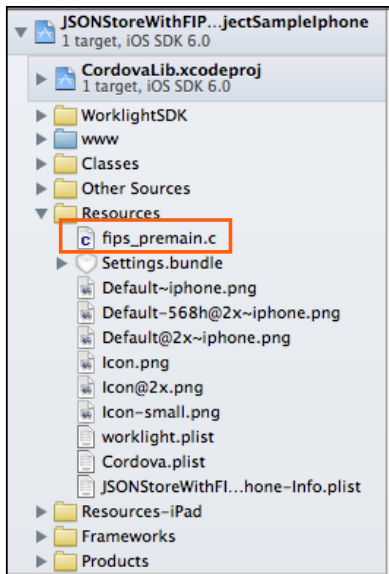 JSONStoreWithFIP...jectSampleIphone
1 target, iOS SDK 6.0
CordovaLib.xcodeproj
1 target, iOS SDK 6.0
WorklightSDK
www
Classes
Other Sources
Resources
c fips_premain.c
Settings.bundle
Default~iphone.png
Default-568h@2x~iphone.png
Default@2x~iphone.png
Icon.png
Icon@2x.png
Icon-small.png
worklight.plist
Cordova.plist
JSONStoreWithFI...hone-Info.plist
Resources-iPad
Frameworks
Products